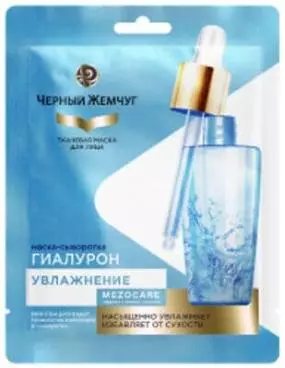 ЧЕРНЫЙ ЖЕМЧУГ
ТКАНЕВАЯ МАСКА
ДЛЯ ЛИЦА
маска-сыворотка
ГИАЛУРОН
УВЛАЖНЕНИЕ
MEZOCARE
НАСЫЩЕННО УВЛАЖНЯЕТ
ИЗБАВЛЯЕТ ОТ СУХОСТИ